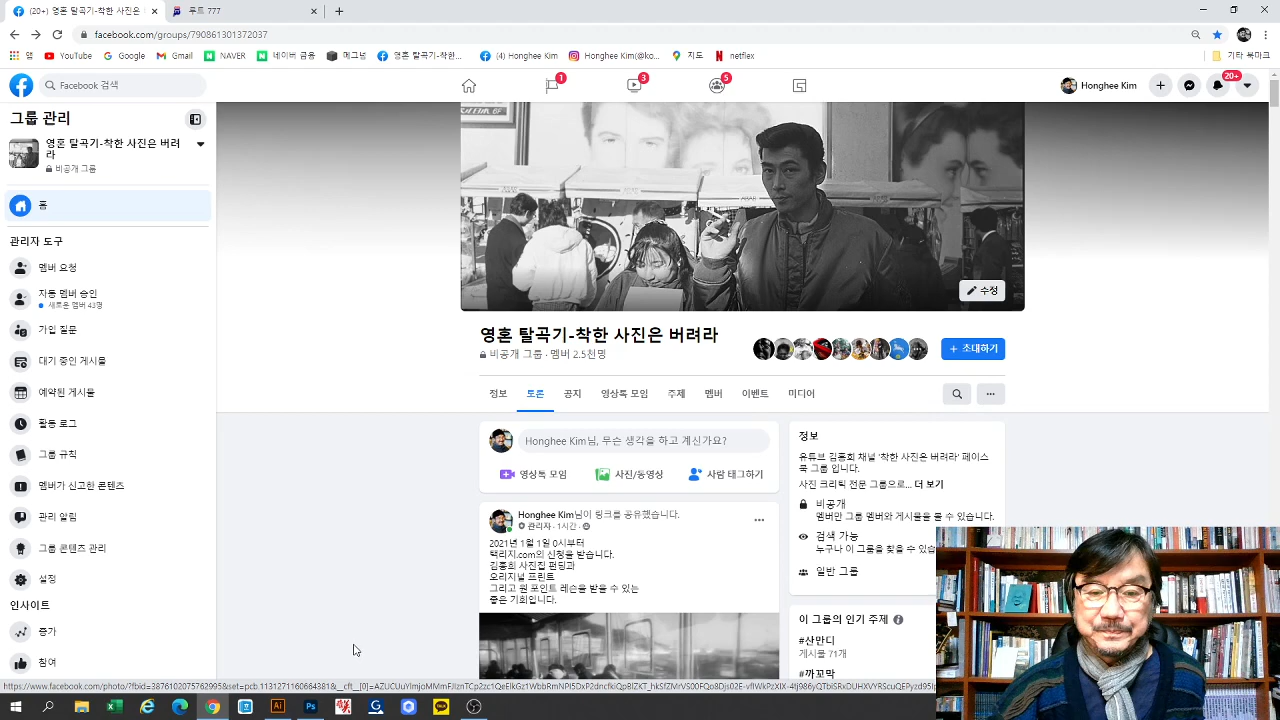 (20+) 영혼 탈곡기-착한 사진은
루트 777
facebook.com/groups/790861301372037
앱
YouTube
Google
Gmail
NAVER
네이버 금융
메그넘
영혼 탈곡기-착한...
(4) Honghee Kim
Honghee Kim(@ko...
지도
netflex
기타 북마크
Facebook 검색
1
3
5
Honghee Kim
20+
그룹 관리
영혼 탈곡기-착한 사진은 버려
라
비공개 그룹
홈
관리자 도구
멤버 요청
자동 멤버 승인
새로운 멤버 43명
가입 질문
대기 중인 게시물
예약된 게시물
활동 로그
그룹 규칙
멤버가 신고한 콘텐츠
관리 알림
그룹 콘텐츠 관리
설정
인사이트
증가
참여
수정
영혼 탈곡기-착한 사진은 버려라
비공개 그룹 · 멤버 2.5천명
초대하기
정보
토론
공지
영상톡 모임
주제
멤버
이벤트
미디어
Honghee Kim님, 무슨 생각을 하고 계신가요?
영상톡 모임
사진/동영상
사람 태그하기
Honghee Kim님이 링크를 공유했습니다.
관리자 · 1시간 ·
2021년 1월 1일 0시부터
택리지.com의 신청을 받습니다.
김홍희 사진집 펀딩과
오리지널 프린트
그리고 원 포인트 레슨을 받을 수 있는
좋은 기회입니다.
정보
유튜브 김홍희 채널 '착한 사진은 버려라' 페이스
북 그룹 입니다.
사진 크리틱 전문 그룹으로... 더 보기
비공개
멤버만 그룹 멤버와 게시물을 볼 수 있습니다.
검색 가능
누구나 이 그룹을 찾을 수 있습
일반 그룹
이 그룹의 인기 주제
#산만디
게시물 71개
#까꼬막